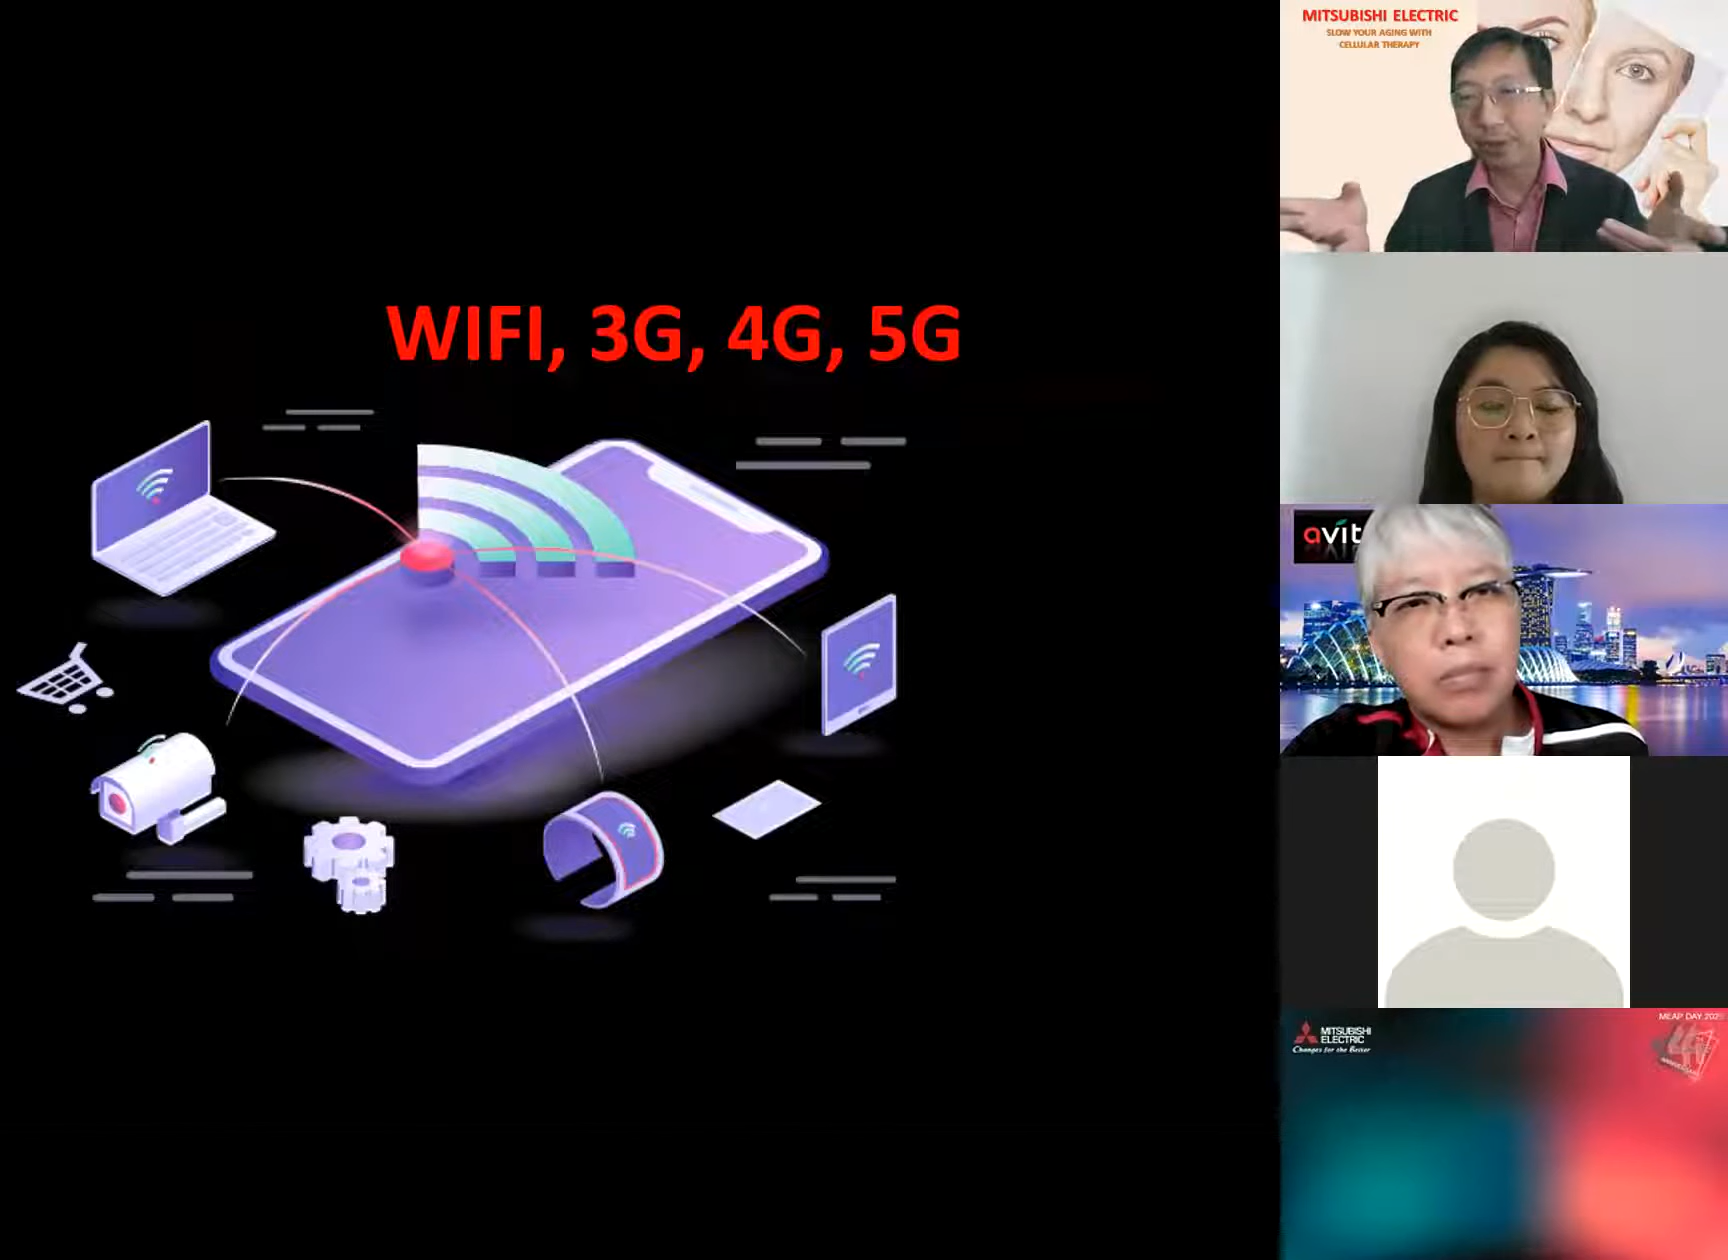 WIFI, 3G, 4G, 5G
MITSUBISHI ELECTRIC
SLOW YOUR AGING WITH
CELLULAR THERAPY
avit
MITSUBISHI
ELECTRIC
Changes for the Better
MEAP DAY 202